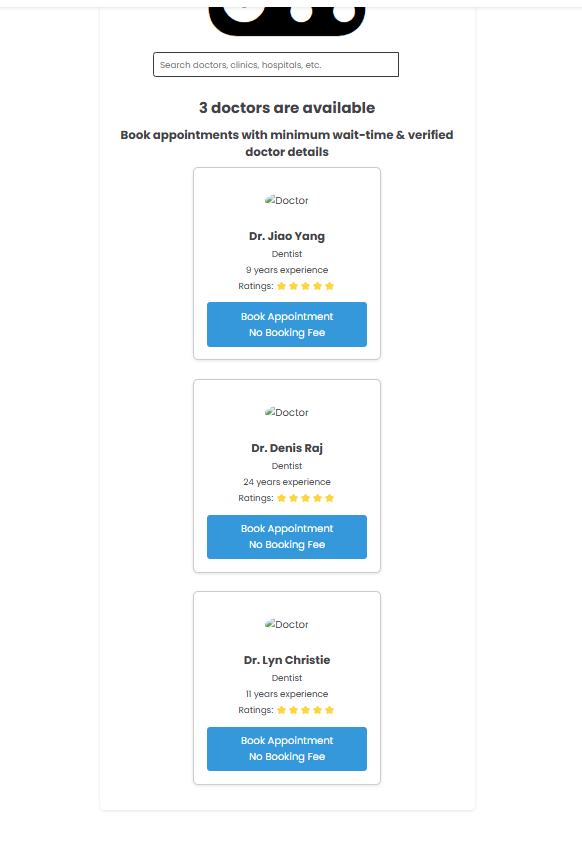 Search doctors, clinics, hospitals, etc.
3 doctors are available
Book appointments with minimum wait-time & verified
doctor details
Doctor
Dr. Jiao Yang
Dentist
9 years experience
Ratings:
Book Appointment
No Booking Fee
Doctor
Dr. Denis Raj
Dentist
24 years experience
Ratings:
Book Appointment
No Booking Fee
Doctor
Dr. Lyn Christie
Dentist
11 years experience
Ratings:
Book Appointment
No Booking Fee